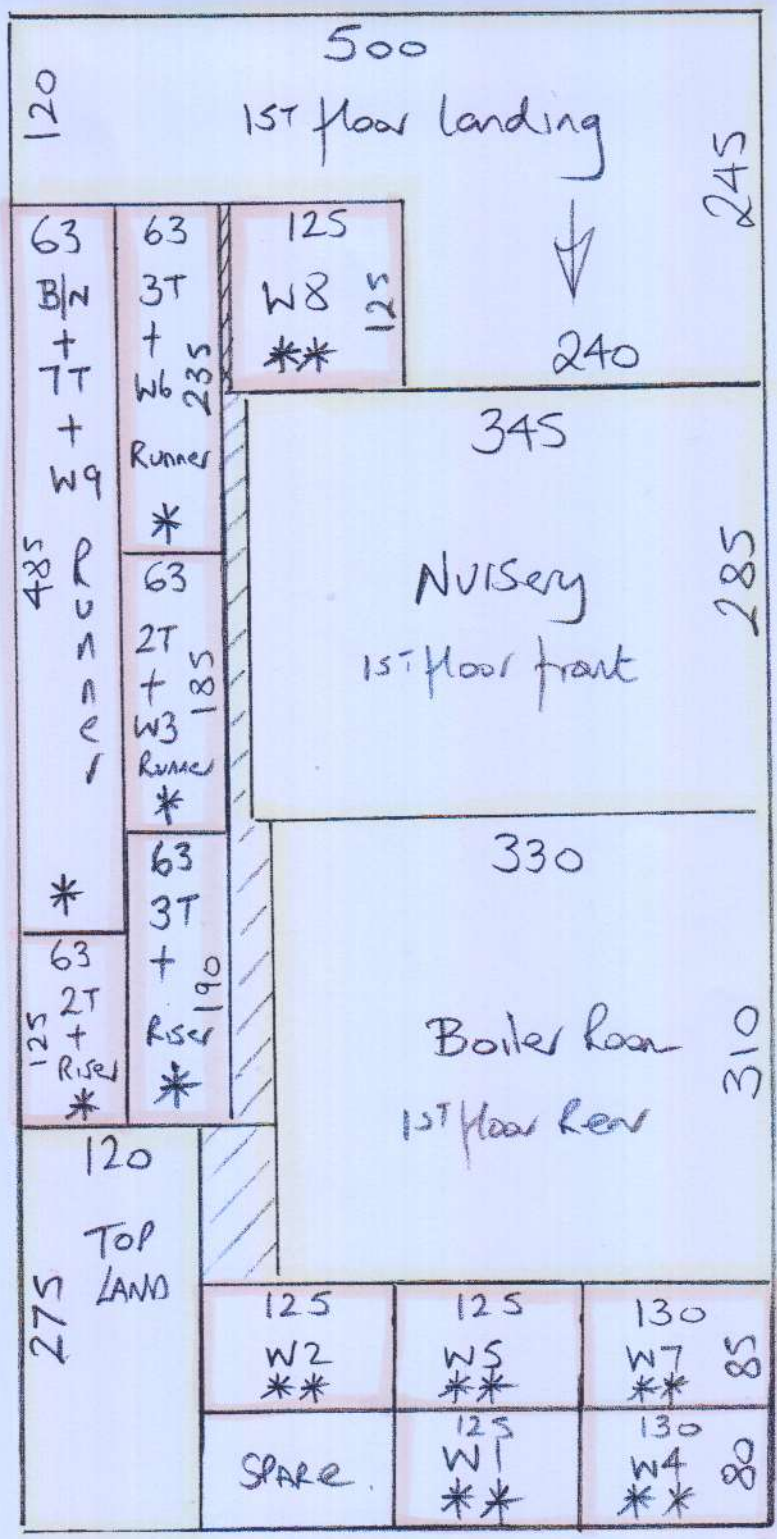 500
120
1ST floor landing
245
240
63
B/N
+
7T
+
W9
Runner
485
*
63
3T
+
W6
235
Runner
*
125
W8
125
**
345
Nursery
1ST floor front
285
63
2T
+
W3
185
Runner
*
63
3T
+
Riser
190
*
63
2T
+
Riser
125
*
330
Boiler Room
1ST floor Rear
310
120
TOP
LAND
275
125
W2
**
125
W5
**
130
W7
**
85
SPARE.
125
W1
**
130
W4
**
80